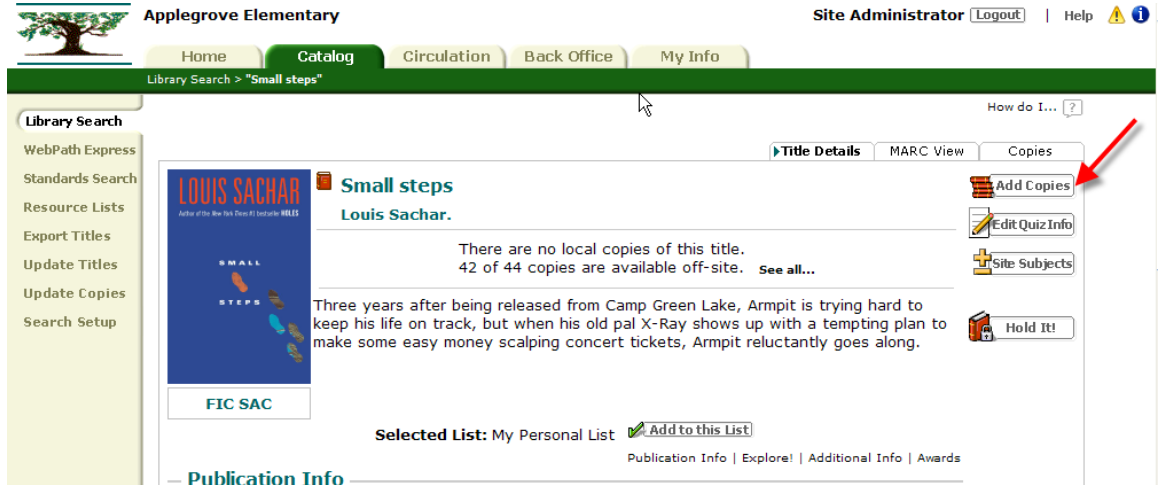 Applegrove Elementary
Site Administrator Logout | Help
Home Catalog Circulation Back Office My Info
Library Search > "Small steps"
How do I... ?
Library Search
WebPath Express
Standards Search
Resource Lists
Export Titles
Update Titles
Update Copies
Search Setup
Title Details MARC View Copies
LOUIS SACHAR
Author of the New York Times #1 bestseller HOLES
SMALL
STEPS
FIC SAC
Small steps
Louis Sachar.
There are no local copies of this title.
42 of 44 copies are available off-site. See all...
Three years after being released from Camp Green Lake, Armpit is trying hard to
keep his life on track, but when his old pal X-Ray shows up with a tempting plan to
make some easy money scalping concert tickets, Armpit reluctantly goes along.
Add Copies
Edit Quiz Info
Site Subjects
Hold It!
Selected List: My Personal List Add to this List
Publication Info | Explore! | Additional Info | Awards
Publication Info